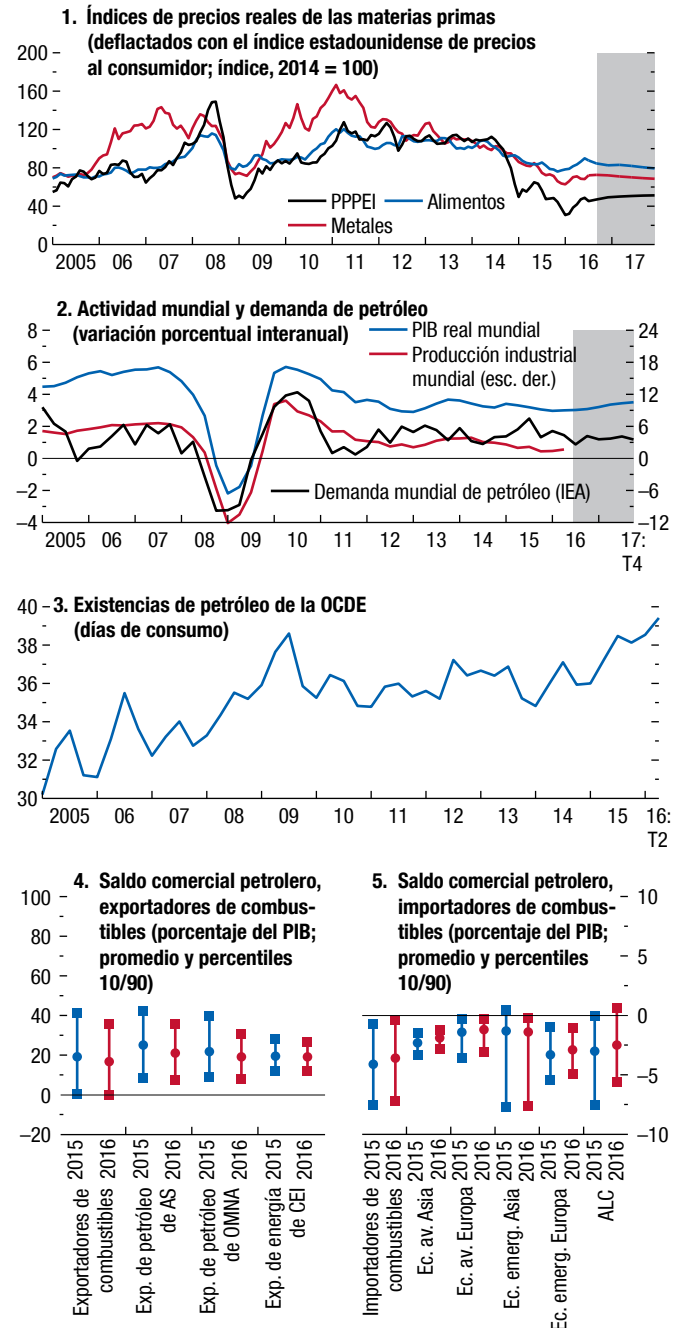 1. Índices de precios reales de las materias primas
(deflactados con el índice estadounidense de precios
al consumidor; índice, 2014 = 100)
200
160
120
80
40
0
PPPEI
Alimentos
Metales
2005 06 07 08 09 10 11 12 13 14 15 16 17
2. Actividad mundial y demanda de petróleo
(variación porcentual interanual)
8
6
4
2
0
–2
–4
24
18
12
6
0
–6
–12
PIB real mundial
Producción industrial
mundial (esc. der.)
Demanda mundial de petróleo (IEA)
2005 06 07 08 09 10 11 12 13 14 15 16 17:
T4
3. Existencias de petróleo de la OCDE
(días de consumo)
40
38
36
34
32
30
2005 06 07 08 09 10 11 12 13 14 15 16:
T2
4. Saldo comercial petrolero,
exportadores de combus-
tibles (porcentaje del PIB;
promedio y percentiles
10/90)
100
80
60
40
20
0
–20
2015 2016 2015 2016 2015 2016 2015 2016
Exportadores de
combustibles
Exp. de petróleo
de AS
Exp. de petróleo
de OMNA
Exp. de energía
de CEI
5. Saldo comercial petrolero,
importadores de combus-
tibles (porcentaje del PIB;
promedio y percentiles
10/90)
10
5
0
–5
–10
2015 2016 2015 2016 2015 2016 2015 2016 2015 2016 2015 2016
Importadores de
combustibles
Ec. av. Asia
Ec. av. Europa
Ec. emerg. Asia
Ec. emerg. Europa
ALC